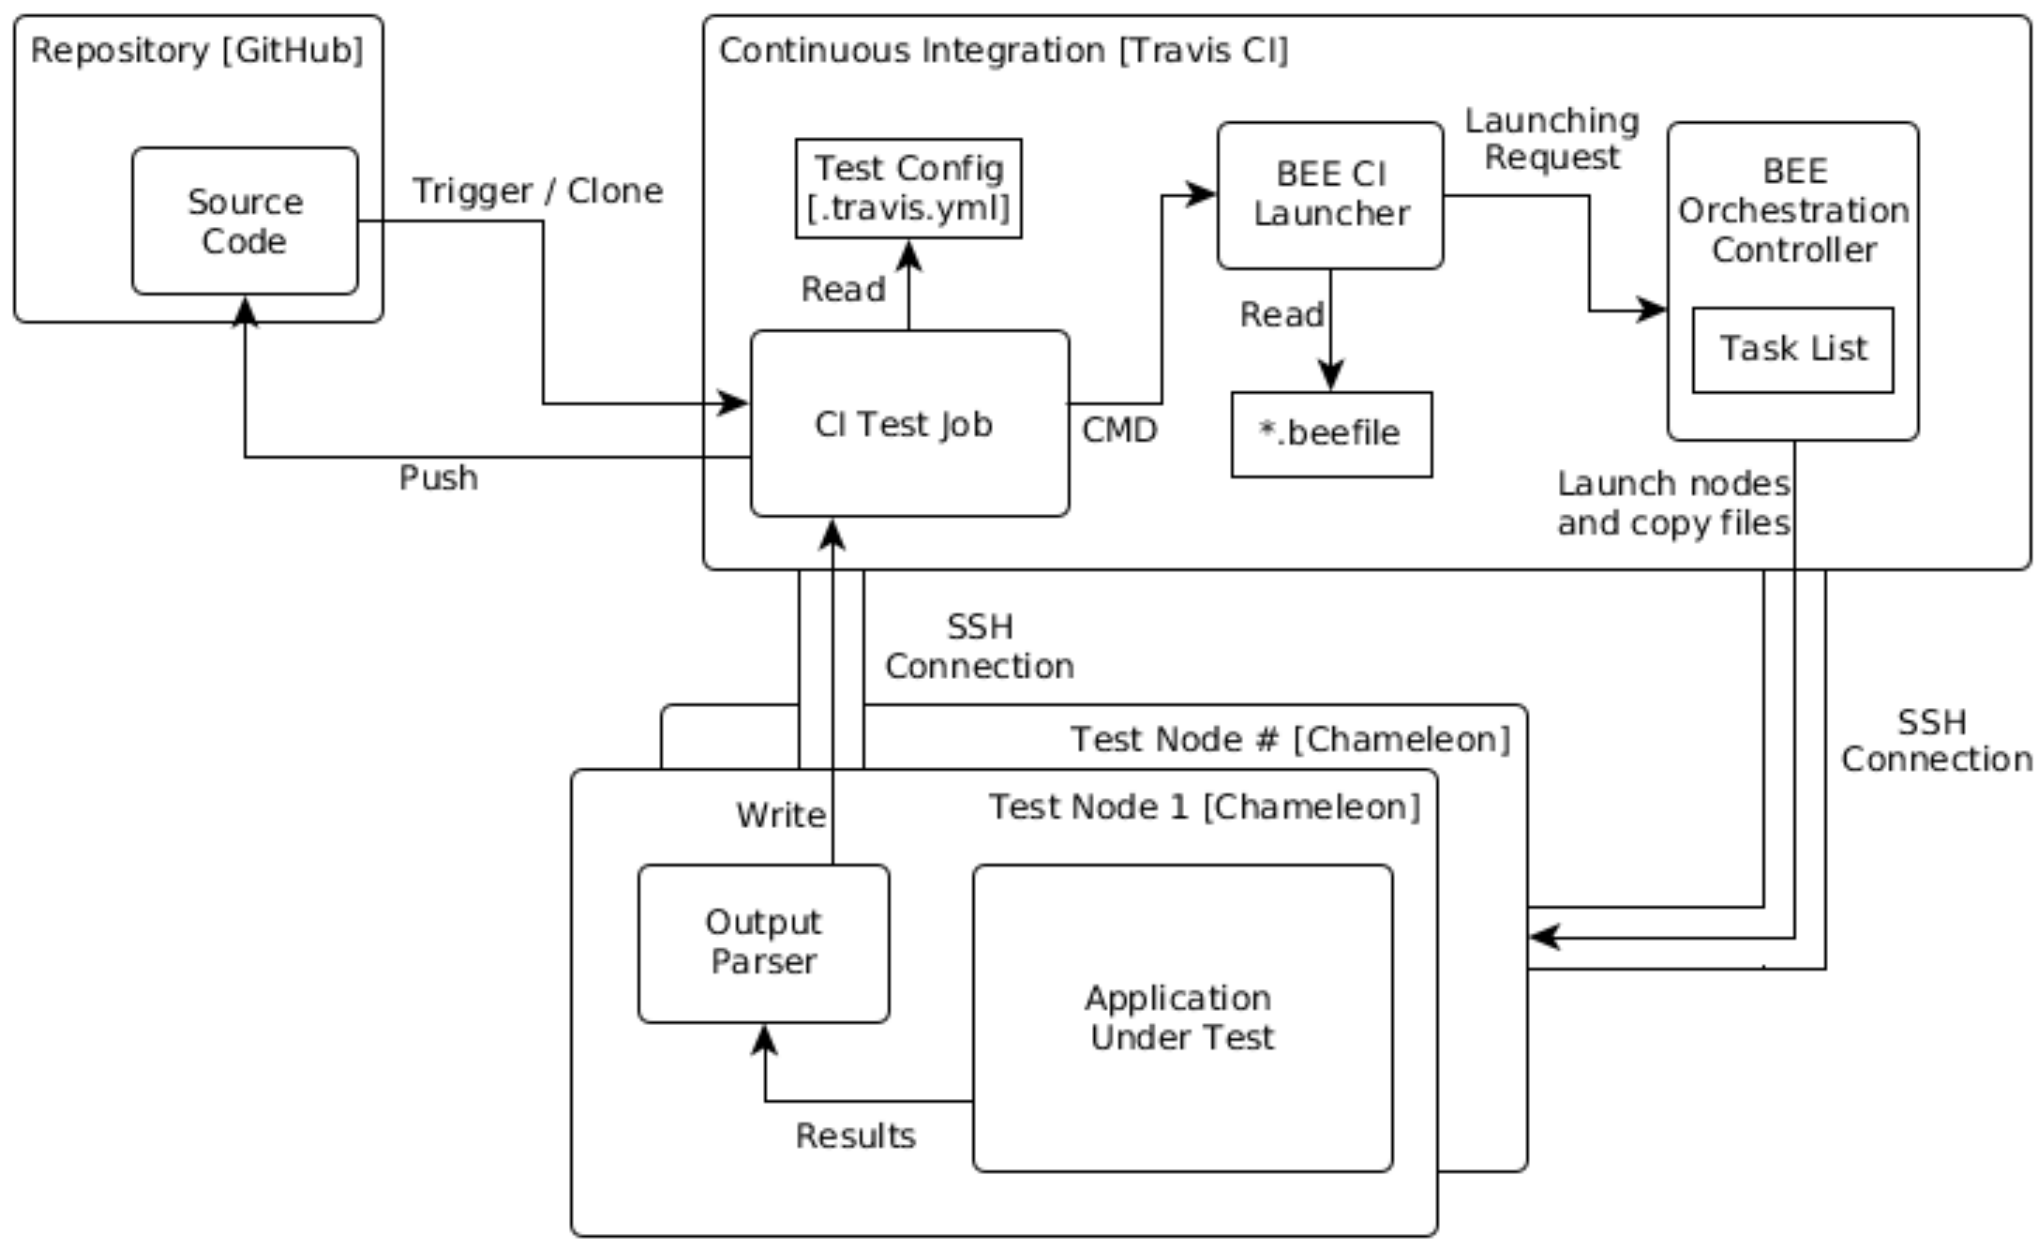 Repository [GitHub]
Source
Code
Trigger / Clone
Push
Continuous Integration [Travis CI]
Test Config
[.travis.yml]
Read
CI Test Job
CMD
BEE CI
Launcher
Read
*.beefile
Launching
Request
BEE
Orchestration
Controller
Task List
Launch nodes
and copy files
SSH
Connection
SSH
Connection
Test Node # [Chameleon]
Test Node 1 [Chameleon]
Write
Output
Parser
Application
Under Test
Results